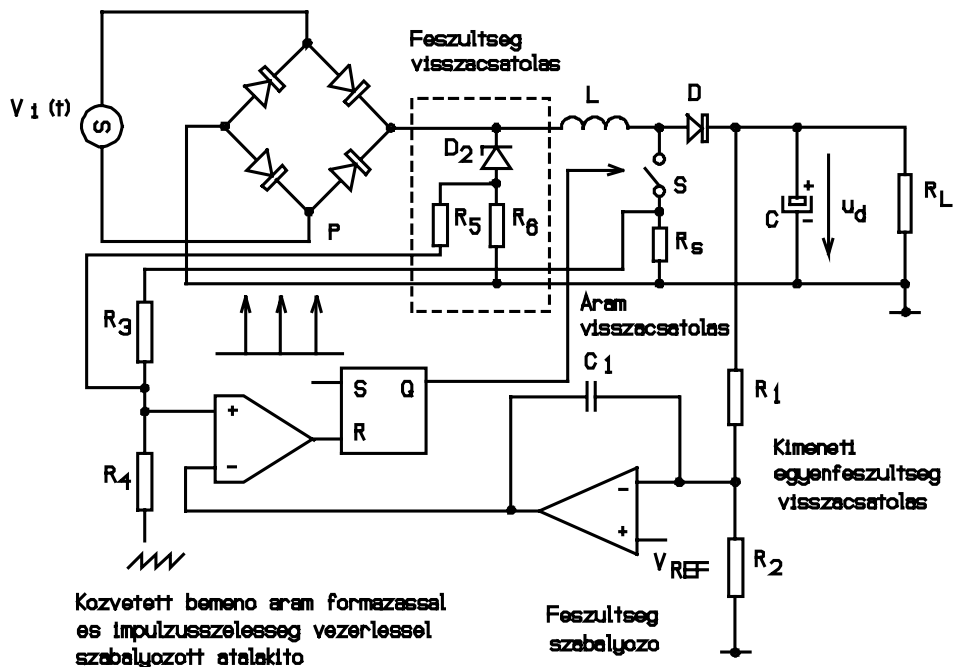 Feszultseg
visszacsatolas
V i (t)
S
L
D
D2
R5
R6
S
Rs
C
+
-
ud
RL
P
R3
Aram
visszacsatolas
C1
S Q
R
R1
+
-
R4
Kimeneti
egyenfeszultseg
visszacsatolas
-
+
VREF
R2
Kozvetett bemeno aram formazassal
es impulzusszelesseg vezerlessel
szabalyozott atalakito
Feszultseg
szabalyozo